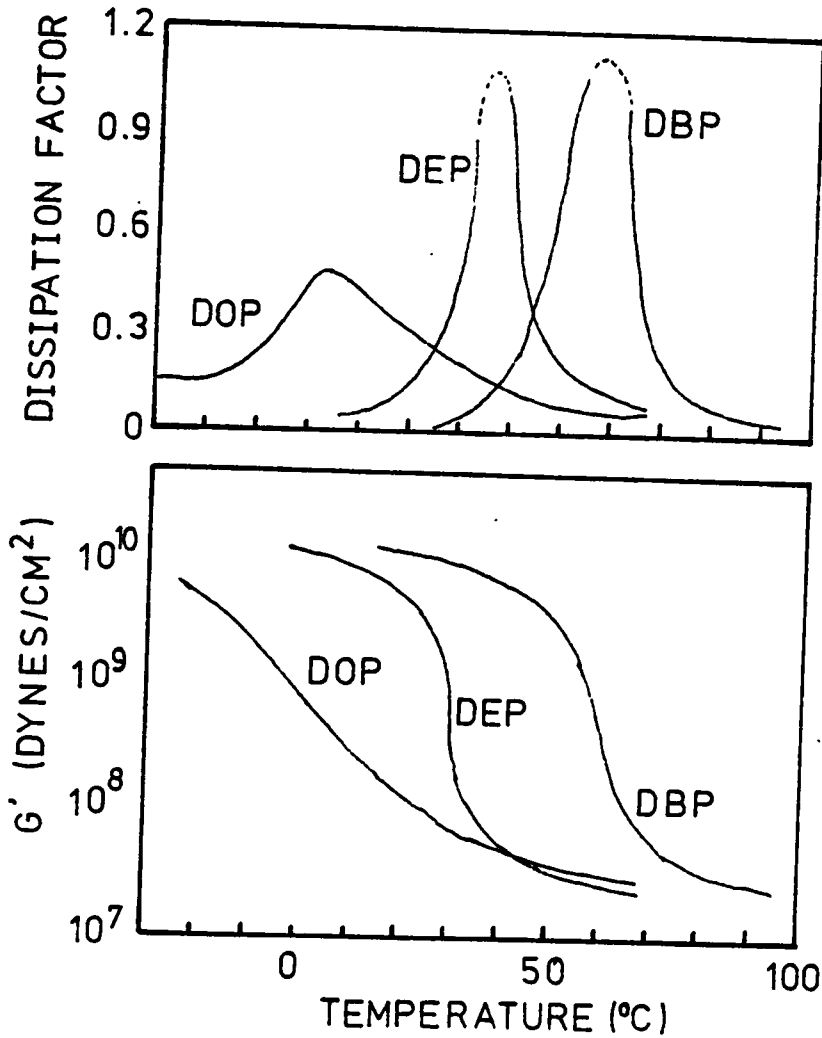 1.2
0.9
0.6
0.3
0
DISSIPATION FACTOR
DOP
DEP
DBP
10¹⁰
10⁹
10⁸
10⁷
G' (DYNES/CM²)
DOP
DEP
DBP
0
50
100
TEMPERATURE (ºC)